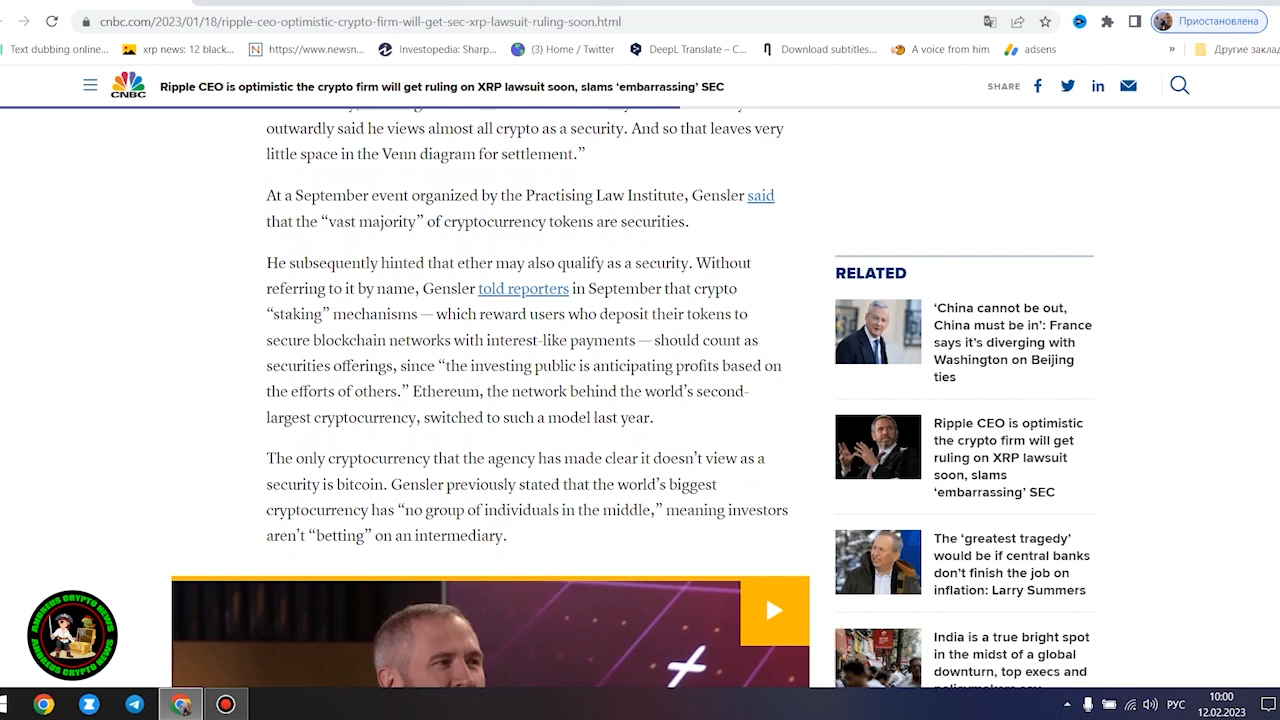 cnbc.com/2023/01/18/ripple-ceo-optimistic-crypto-firm-will-get-sec-xrp-lawsuit-ruling-soon.html
Приостановлена
Text dubbing online...
xrp news: 12 black...
https://www.newsn...
Investopedia: Sharp...
(3) Home / Twitter
DeepL Translate – C...
Download subtitles...
A voice from him
adsens
»
Другие закла
CNBC
Ripple CEO is optimistic the crypto firm will get ruling on XRP lawsuit soon, slams ‘embarrassing’ SEC
SHARE
outwardly said he views almost all crypto as a security. And so that leaves very
little space in the Venn diagram for settlement.”
At a September event organized by the Practising Law Institute, Gensler said
that the “vast majority” of cryptocurrency tokens are securities.
He subsequently hinted that ether may also qualify as a security. Without
referring to it by name, Gensler told reporters in September that crypto
“staking” mechanisms — which reward users who deposit their tokens to
secure blockchain networks with interest-like payments — should count as
securities offerings, since “the investing public is anticipating profits based on
the efforts of others.” Ethereum, the network behind the world’s second-
largest cryptocurrency, switched to such a model last year.
The only cryptocurrency that the agency has made clear it doesn’t view as a
security is bitcoin. Gensler previously stated that the world’s biggest
cryptocurrency has “no group of individuals in the middle,” meaning investors
aren’t “betting” on an intermediary.
RELATED
‘China cannot be out,
China must be in’: France
says it’s diverging with
Washington on Beijing
ties
Ripple CEO is optimistic
the crypto firm will get
ruling on XRP lawsuit
soon, slams
‘embarrassing’ SEC
The ‘greatest tragedy’
would be if central banks
don’t finish the job on
inflation: Larry Summers
India is a true bright spot
in the midst of a global
downturn, top execs and
ANDREUS CRYPTO NEWS
ANDREUS CRYPTO NEWS
РУС
10:00
12.02.2023